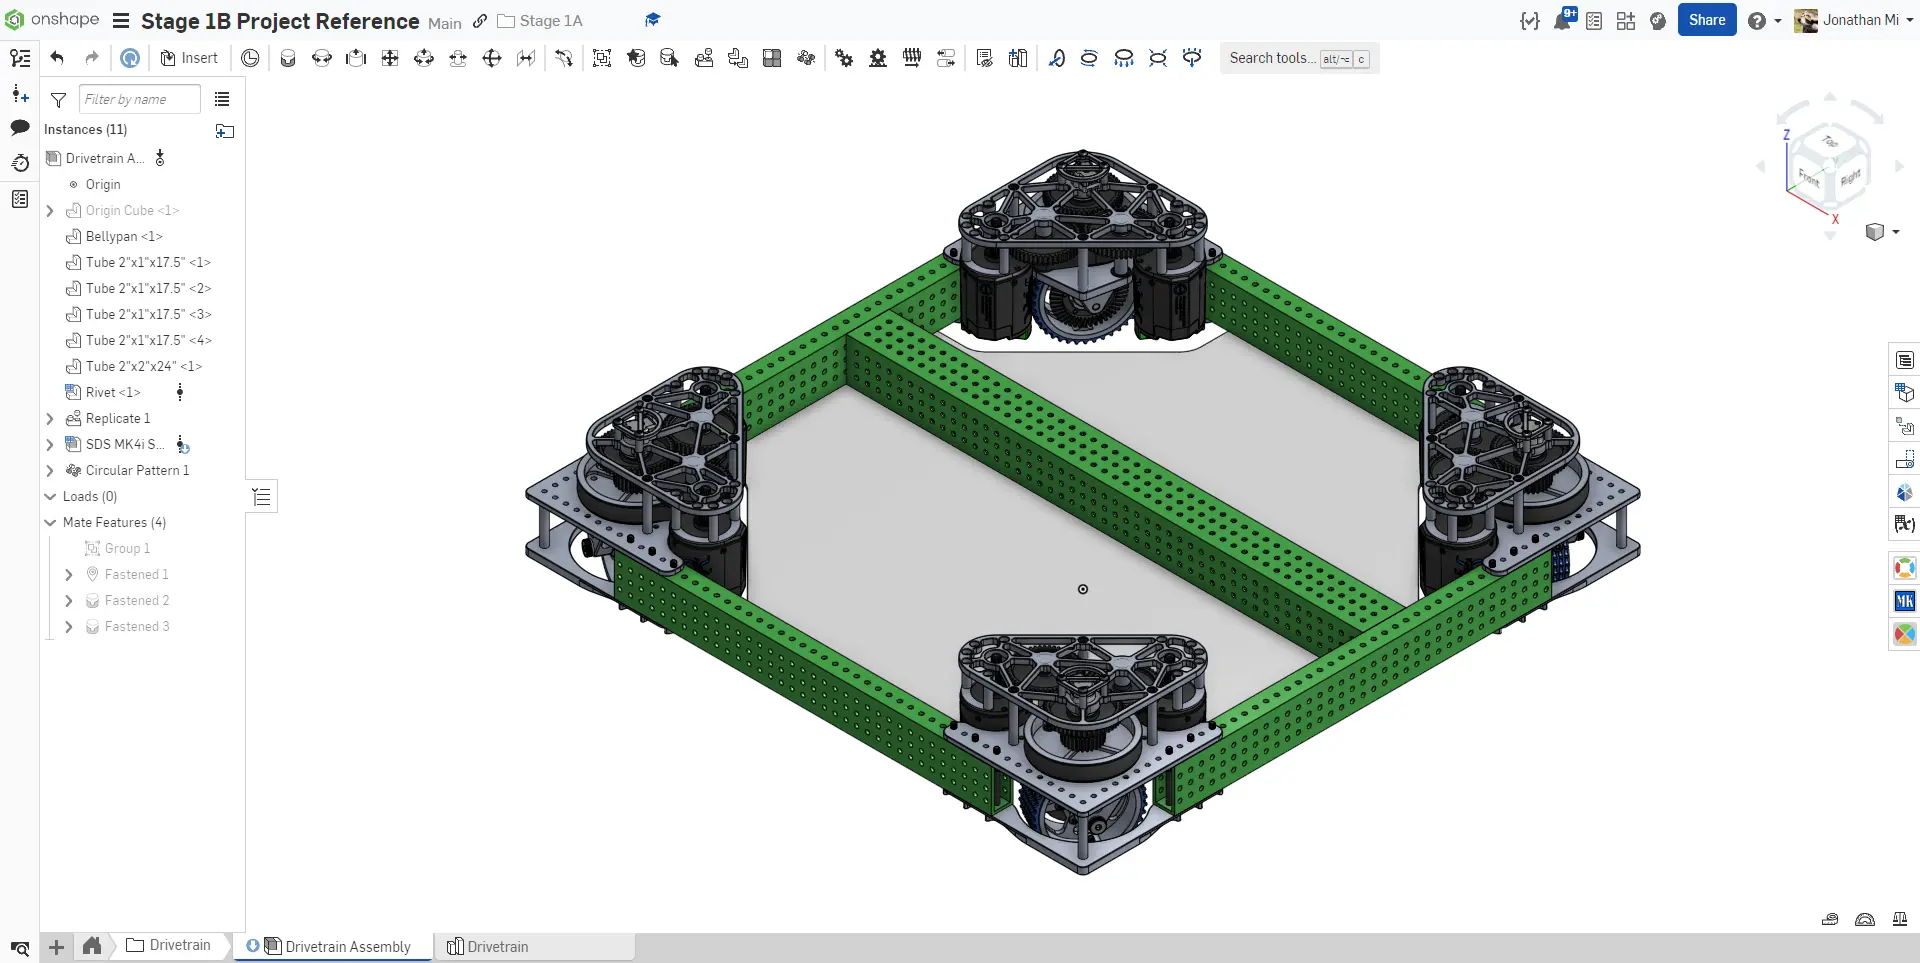 onshape Stage 1B Project Reference Main Stage 1A 9+ Share Jonathan Mi
Insert Search tools... alt/⌥ c
Filter by name
Instances (11)
Drivetrain A...
Origin
Origin Cube <1>
Bellypan <1>
Tube 2"x1"x17.5" <1>
Tube 2"x1"x17.5" <2>
Tube 2"x1"x17.5" <3>
Tube 2"x1"x17.5" <4>
Tube 2"x2"x24" <1>
Rivet <1>
Replicate 1
SDS MK4i S...
Circular Pattern 1
Loads (0)
Mate Features (4)
Group 1
Fastened 1
Fastened 2
Fastened 3
Z
Top
Front
Right
X
MK
Drivetrain
Drivetrain Assembly
Drivetrain